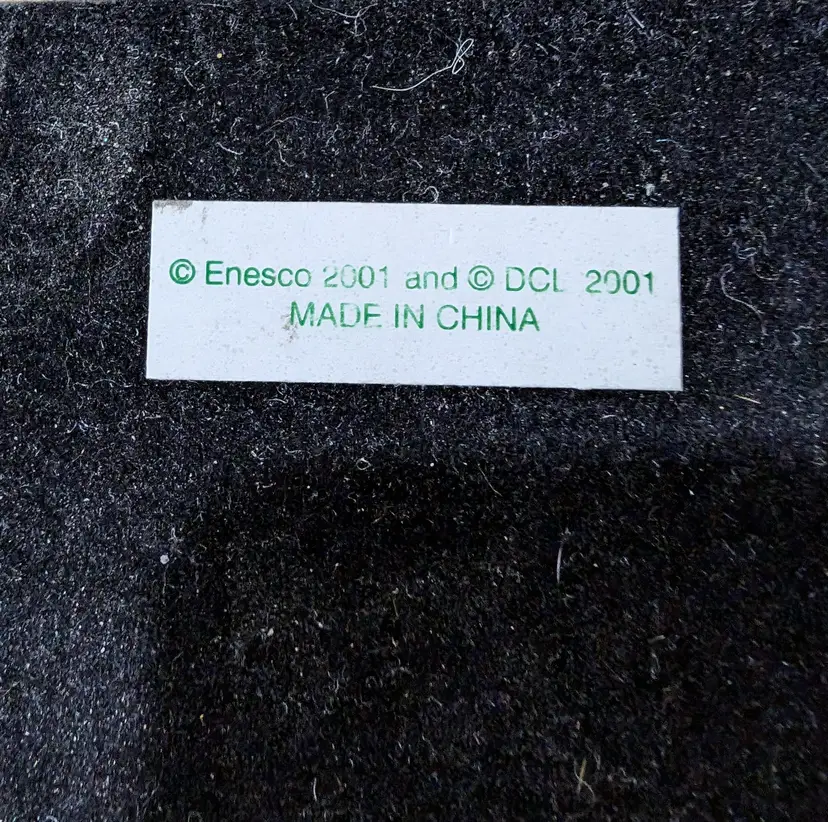 © Enesco 2001 and © DCL 2001
MADE IN CHINA